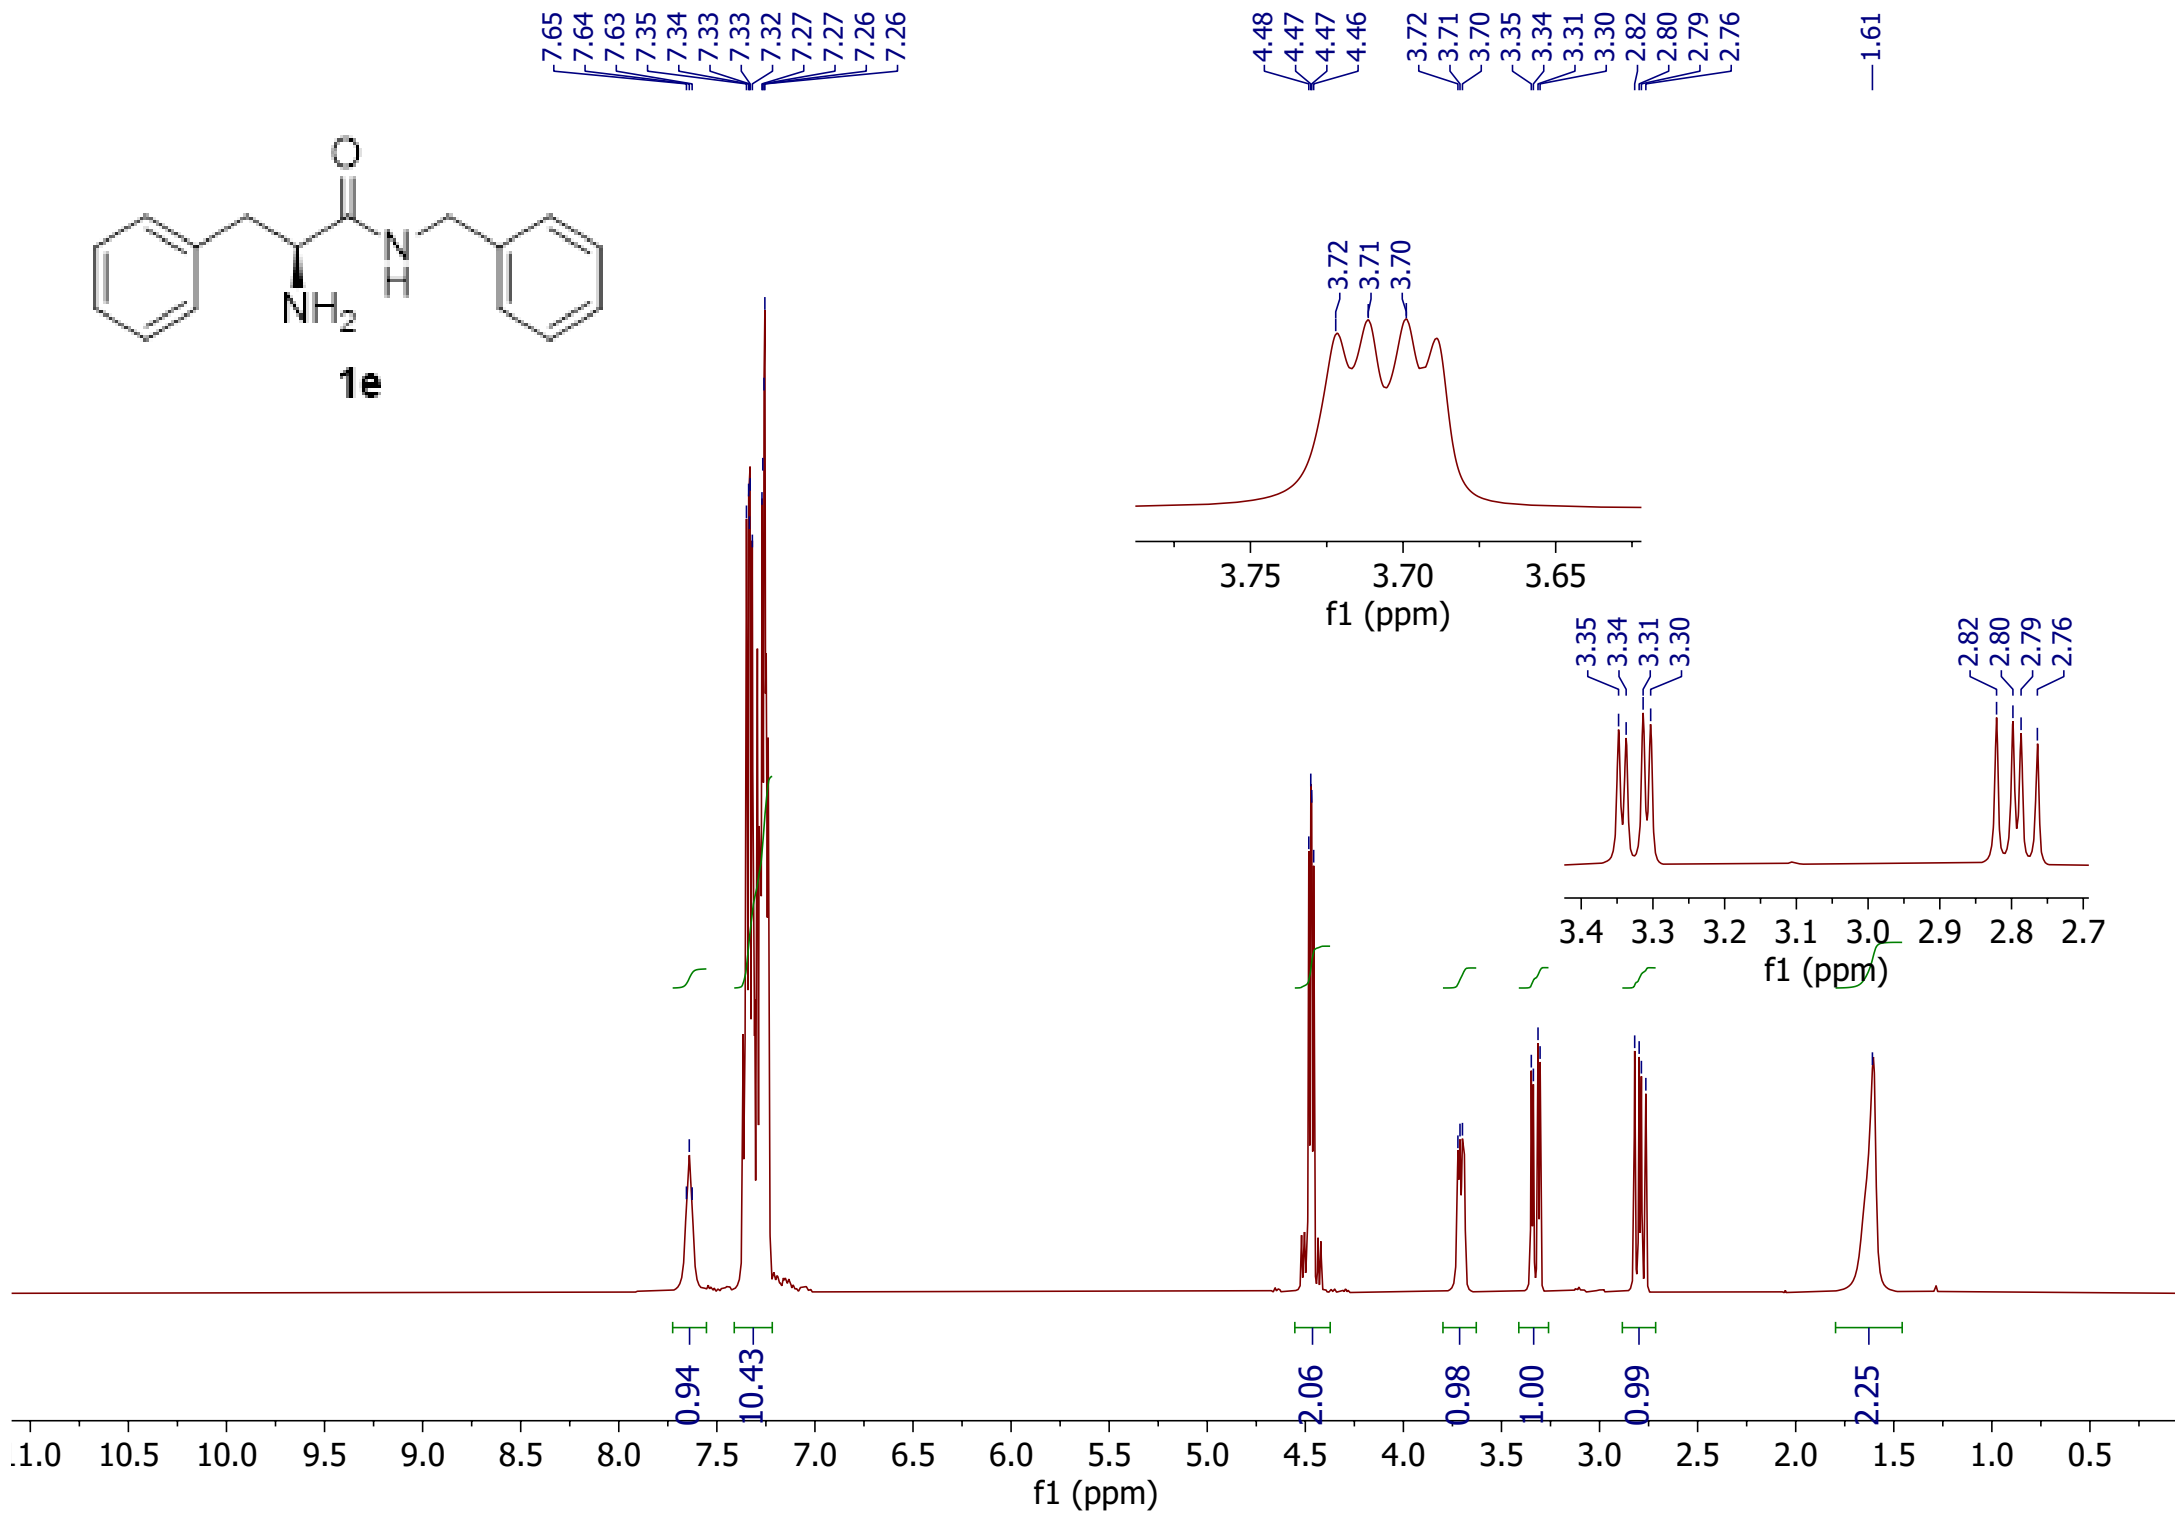 7.65 7.64 7.63 7.35 7.34 7.33 7.33 7.32 7.27 7.27 7.26 7.26 4.48 4.47 4.47 4.46 3.72 3.71 3.70 3.35 3.34 3.31 3.30 2.82 2.80 2.79 2.76 1.61
O
N
H
NH2
1e
3.72 3.71 3.70
3.75 3.70 3.65
f1 (ppm)
3.35 3.34 3.31 3.30 2.82 2.80 2.79 2.76
3.4 3.3 3.2 3.1 3.0 2.9 2.8 2.7
f1 (ppm)
0.94 10.43 2.06 0.98 1.00 0.99 2.25
.1.0 10.5 10.0 9.5 9.0 8.5 8.0 7.5 7.0 6.5 6.0 5.5 5.0 4.5 4.0 3.5 3.0 2.5 2.0 1.5 1.0 0.5
f1 (ppm)